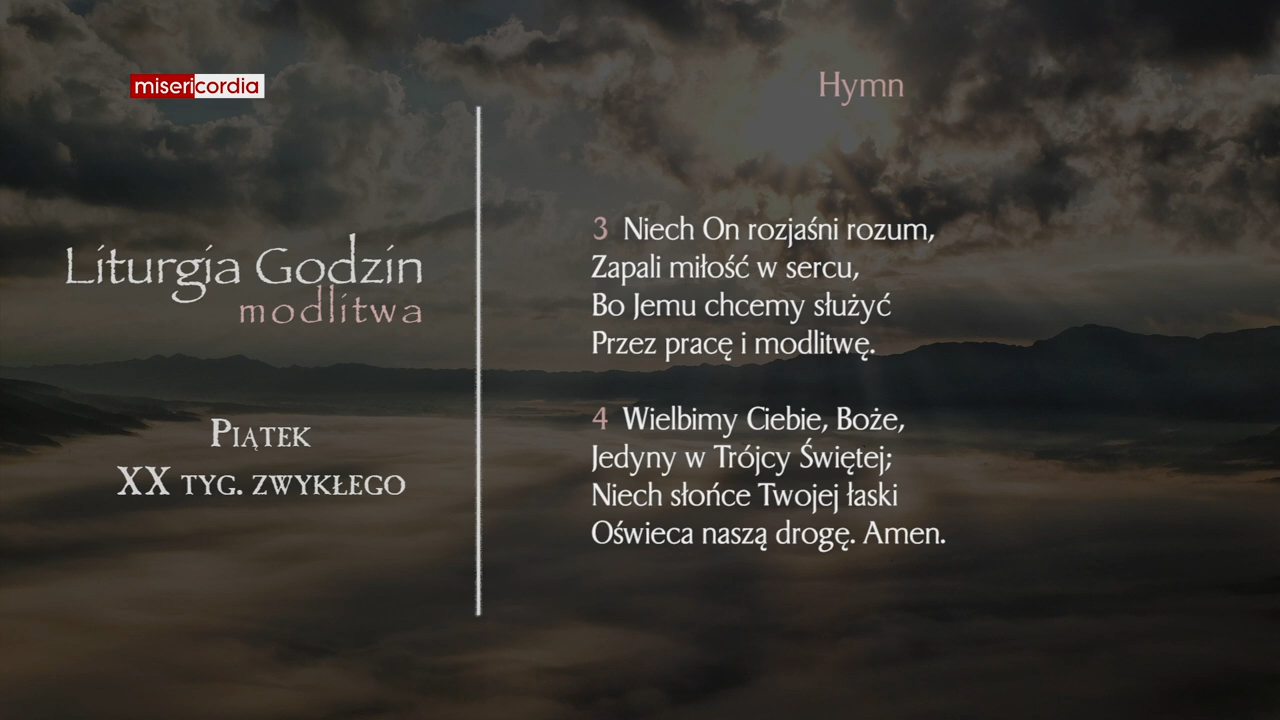 misericordia
Liturgia Godzin
modlitwa
Piątek
XX tyg. zwykłego
Hymn
3 Niech On rozjaśni rozum,
Zapali miłość w sercu,
Bo Jemu chcemy służyć
Przez pracę i modlitwę.
4 Wielbimy Ciebie, Boże,
Jedyny w Trójcy Świętej;
Niech słońce Twojej łaski
Oświeca naszą drogę. Amen.